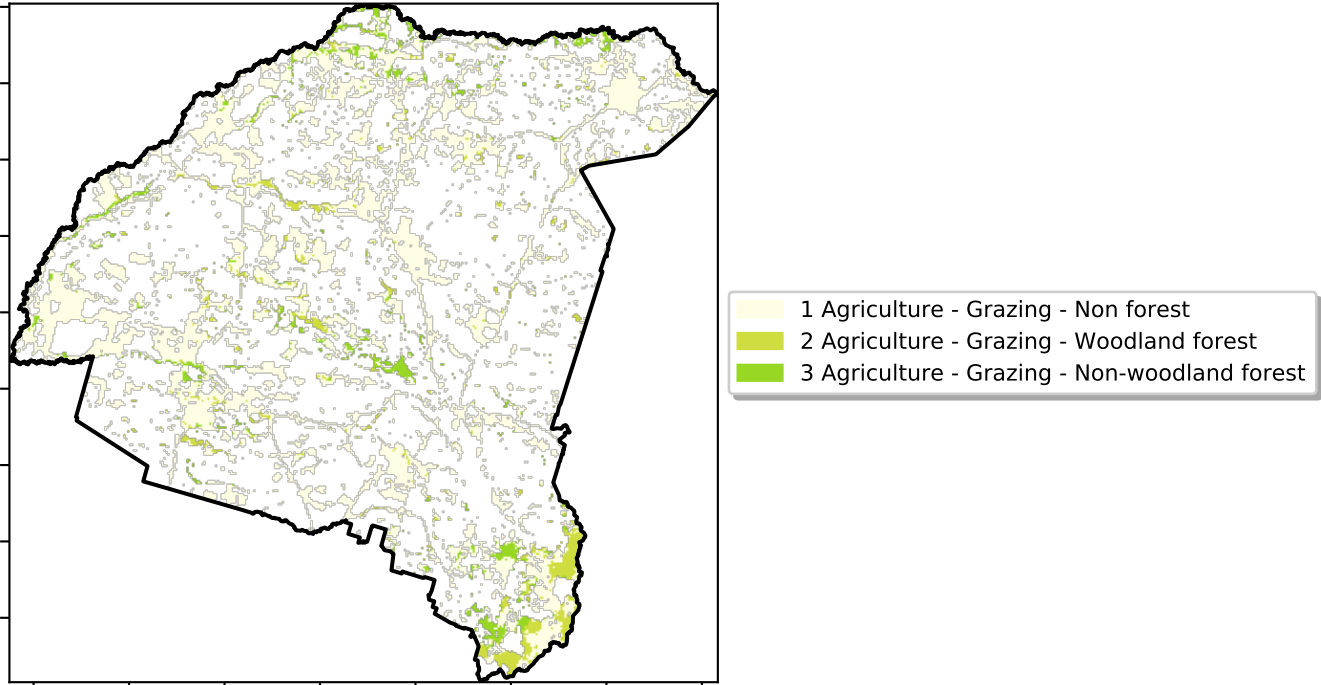 1 Agriculture - Grazing - Non forest
2 Agriculture - Grazing - Woodland forest
3 Agriculture - Grazing - Non-woodland forest